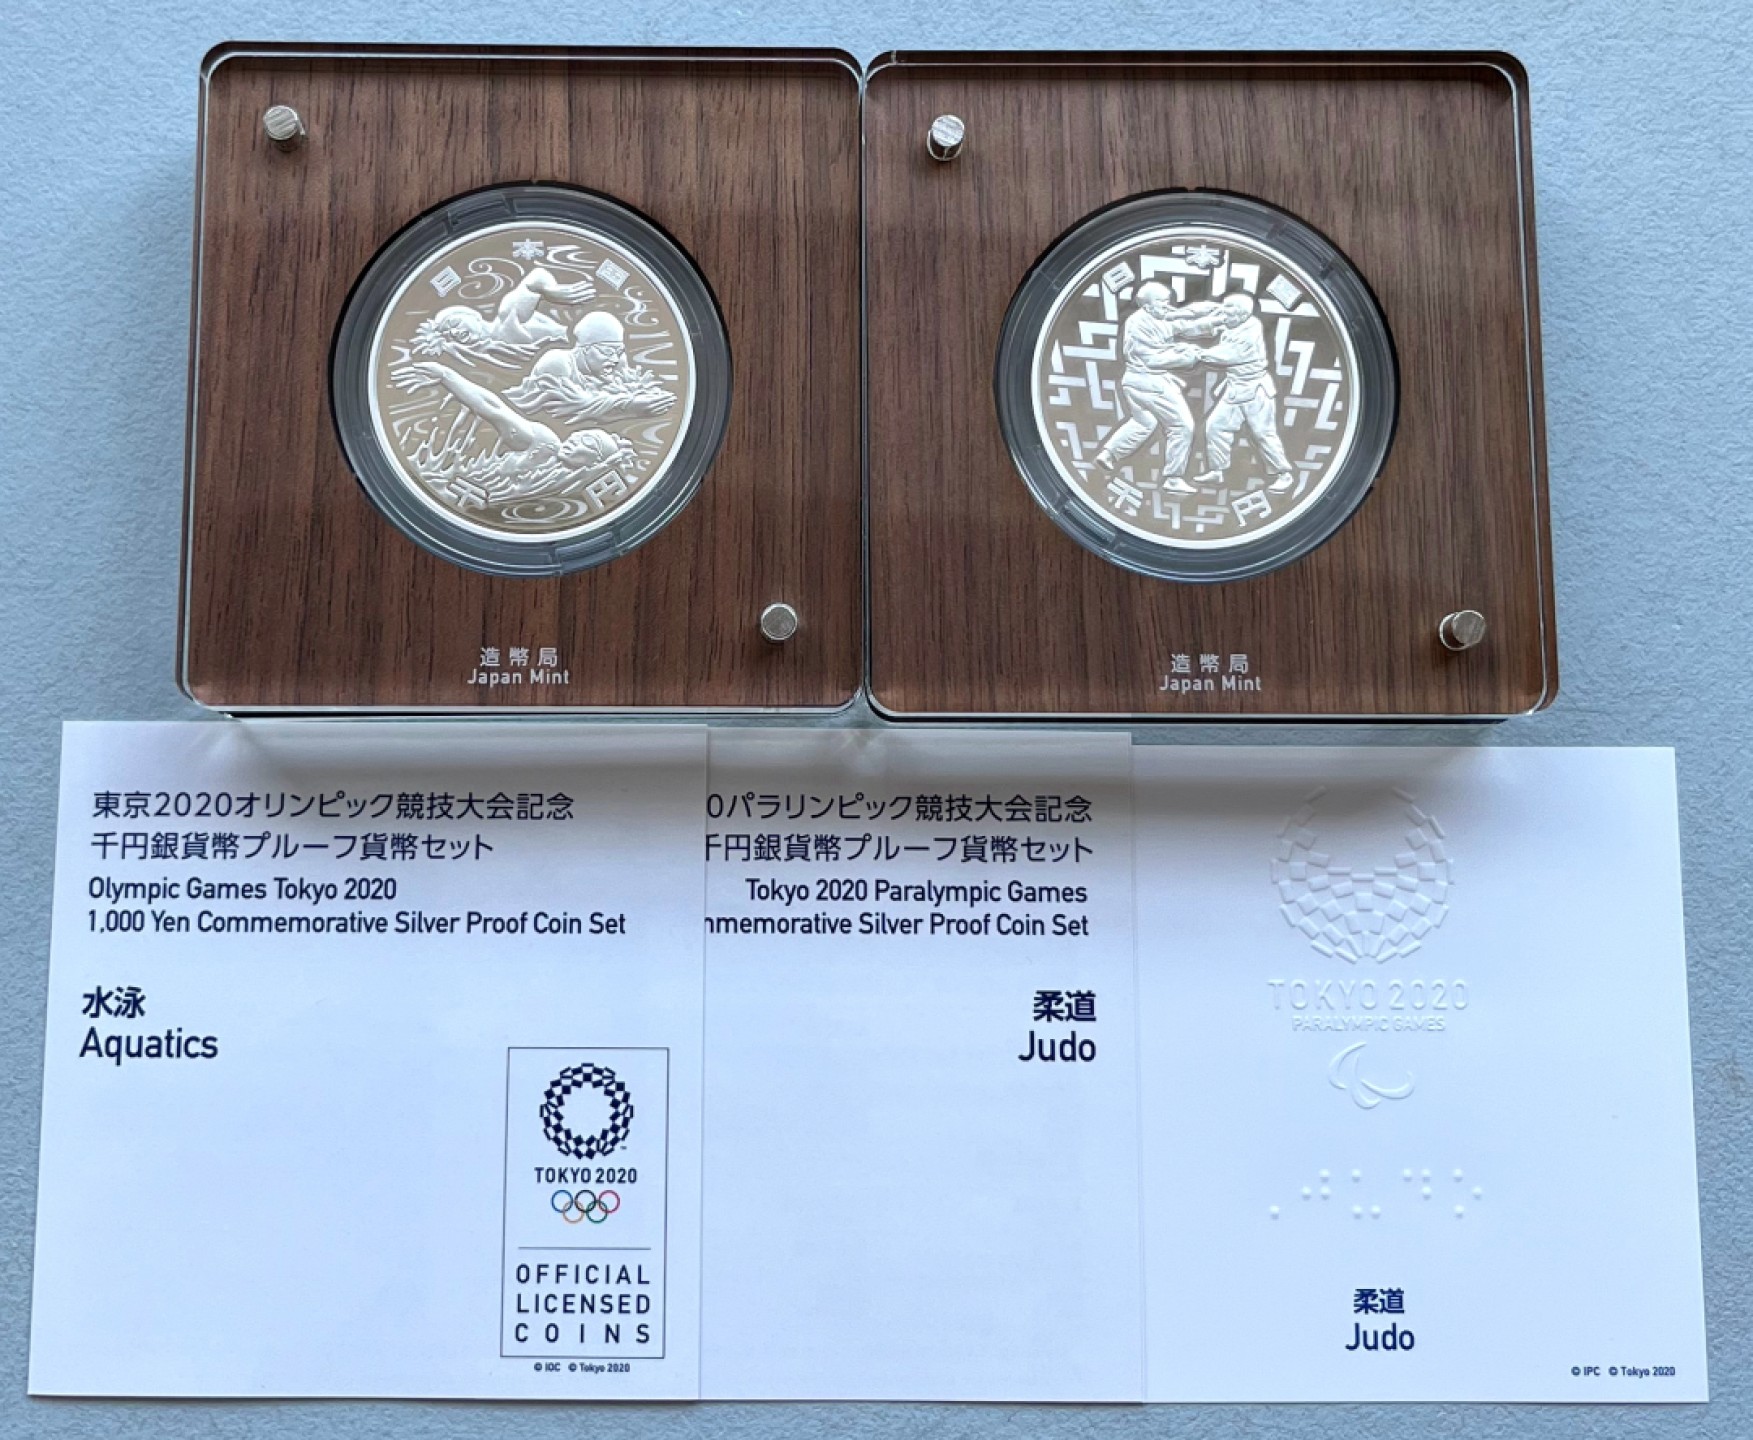 日本国
千円
造幣局
Japan Mint
日本国
千円
造幣局
Japan Mint
東京2020オリンピック競技大会記念
千円銀貨幣プルーフ貨幣セット
Olympic Games Tokyo 2020
1,000 Yen Commemorative Silver Proof Coin Set
水泳
Aquatics
TOKYO 2020
OFFICIAL
LICENSED
COINS
© IOC © Tokyo 2020
0パラリンピック競技大会記念
千円銀貨幣プルーフ貨幣セット
Tokyo 2020 Paralympic Games
mmemorative Silver Proof Coin Set
柔道
Judo
TOKYO 2020
PARALYMPIC GAMES
柔道
Judo
© IPC © Tokyo 2020